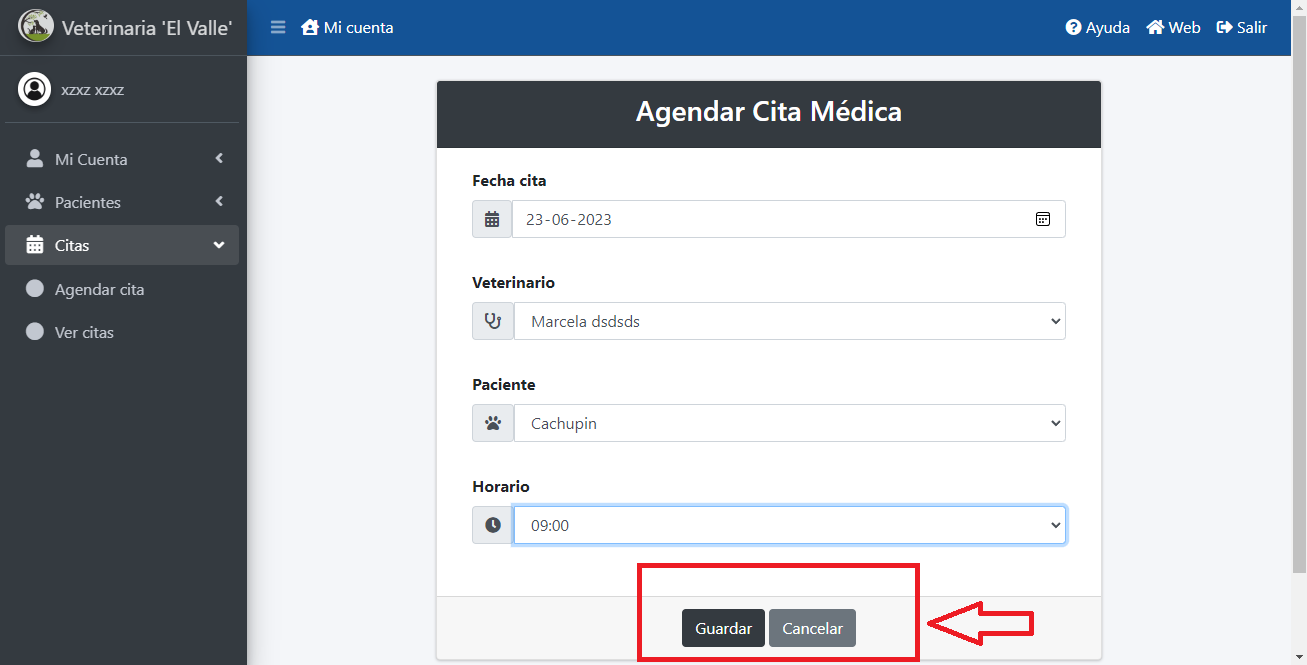 Veterinaria 'El Valle'
Mi cuenta
Ayuda
Web
Salir
xzxz xzxz
Mi Cuenta
Pacientes
Citas
Agendar cita
Ver citas
Agendar Cita Médica
Fecha cita
23-06-2023
Veterinario
Marcela dsdsds
Paciente
Cachupin
Horario
09:00
Guardar
Cancelar